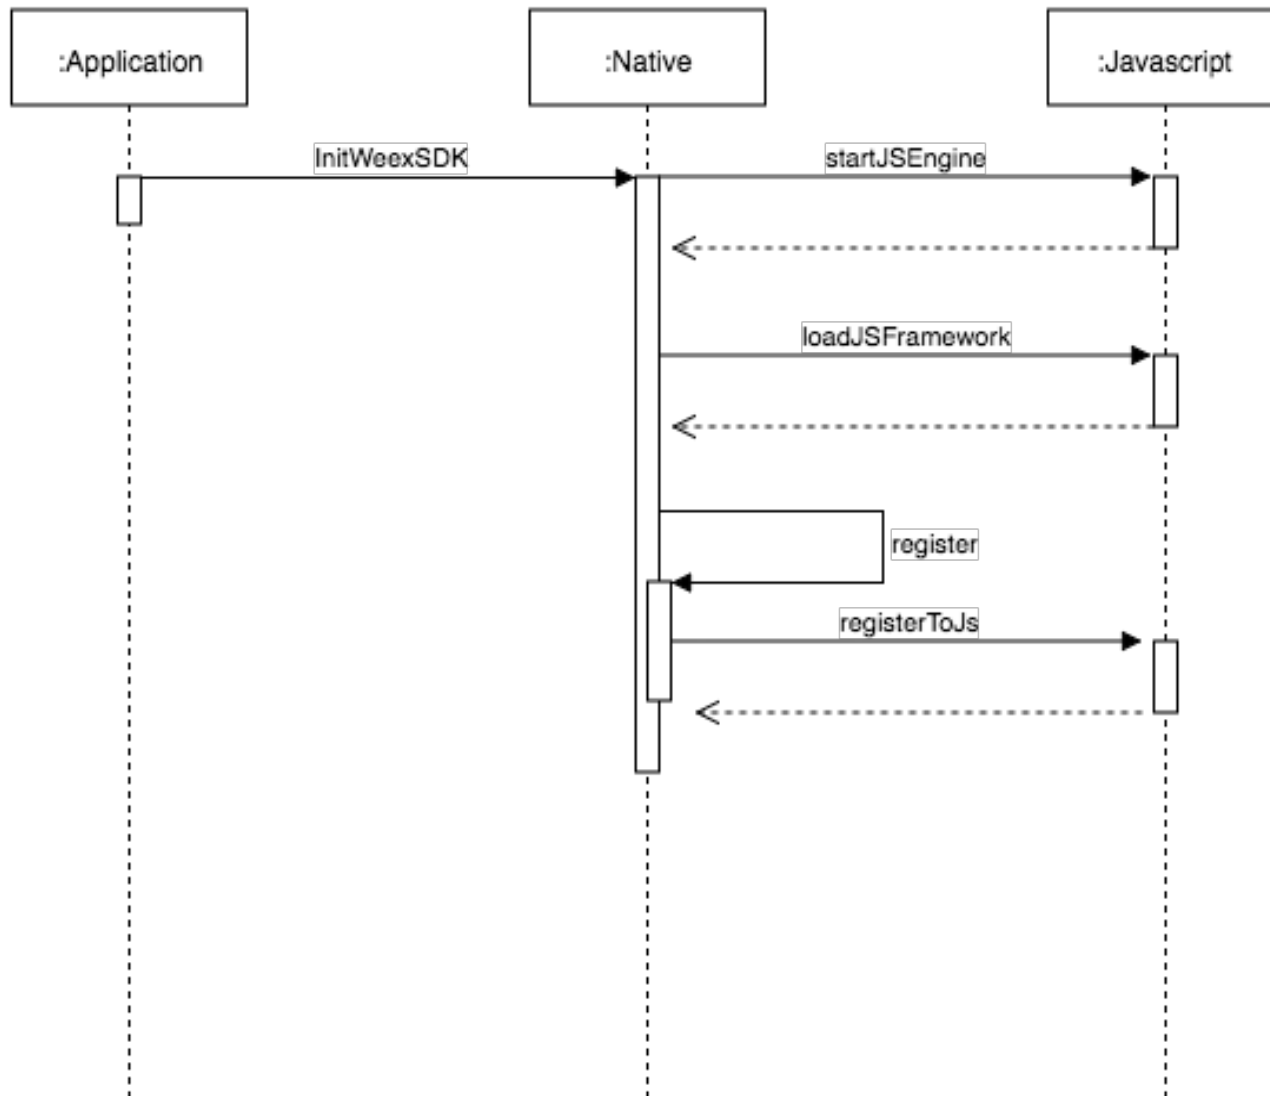 :Application
:Native
:Javascript
InitWeexSDK
startJSEngine
loadJSFramework
register
registerToJs